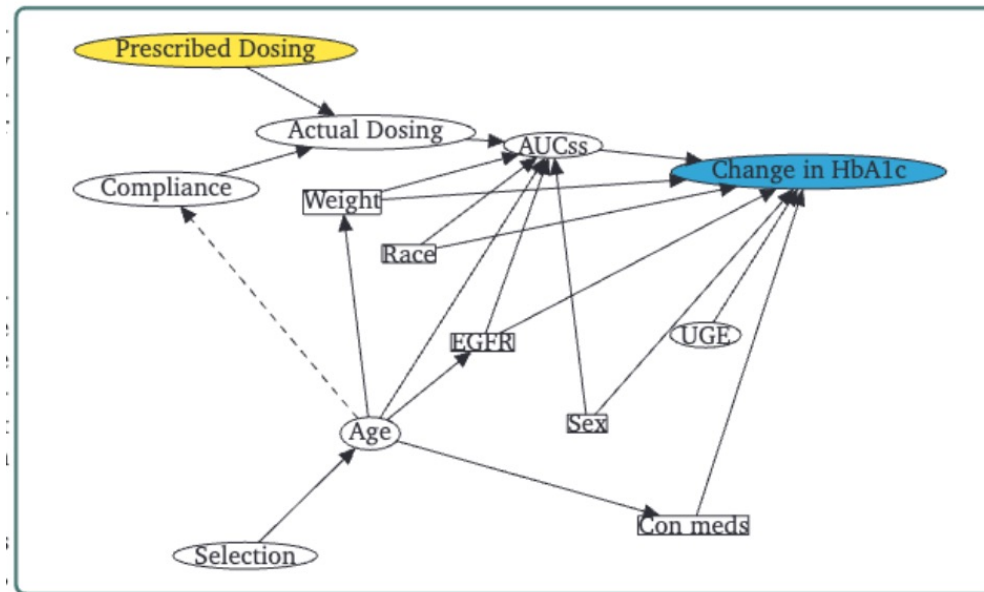 Prescribed Dosing
Actual Dosing
AUCss
Change in HbA1c
Compliance
Weight
Race
EGFR
UGE
Sex
Age
Con meds
Selection